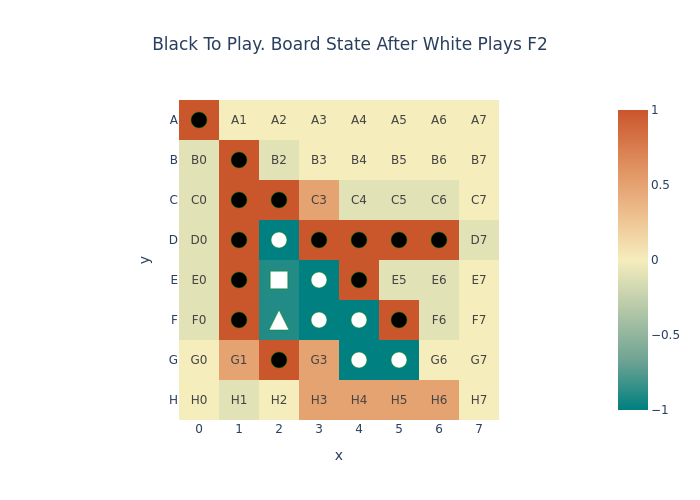 Black To Play. Board State After White Plays F2
A A1 A2 A3 A4 A5 A6 A7 1
B B0 B2 B3 B4 B5 B6 B7
C C0 C3 C4 C5 C6 C7 0.5
D D0 D7
y 0
E E0 E5 E6 E7
F F0 F6 F7 −0.5
G G0 G1 G3 G6 G7
H H0 H1 H2 H3 H4 H5 H6 H7 −1
0 1 2 3 4 5 6 7
x